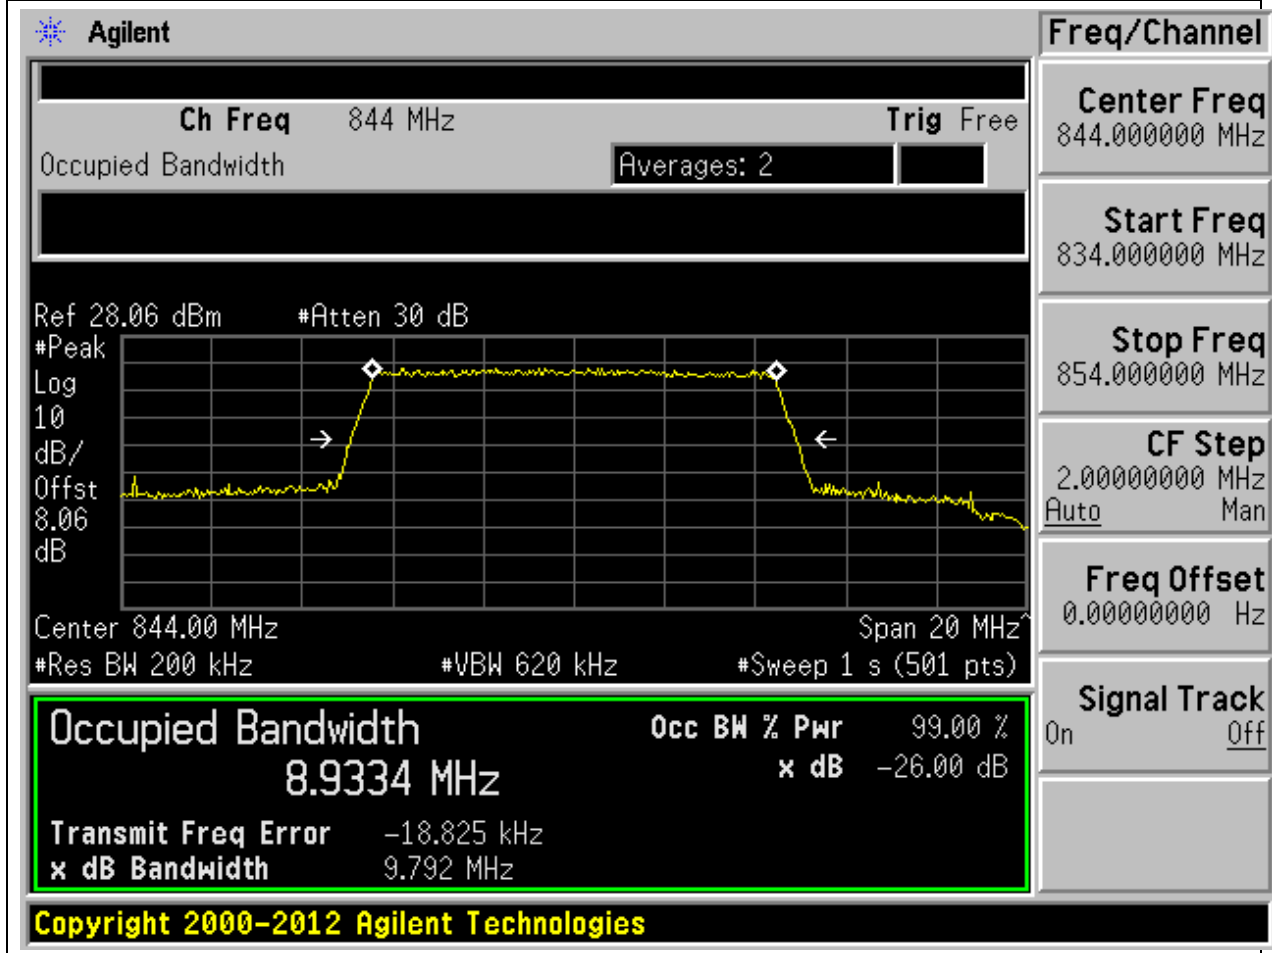 Agilent
Freq/Channel
Ch Freq 844 MHz Trig Free
Occupied Bandwidth Averages: 2
Center Freq
844.000000 MHz
Start Freq
834.000000 MHz
Stop Freq
854.000000 MHz
CF Step
2.00000000 MHz
Auto Man
Freq Offset
0.00000000 Hz
Signal Track
On Off
Ref 28.06 dBm #Atten 30 dB
#Peak
Log
10
dB/
Offst
8.06
dB
Center 844.00 MHz Span 20 MHz^
#Res BW 200 kHz #VBW 620 kHz #Sweep 1 s (501 pts)
Occupied Bandwidth Occ BW % Pwr 99.00 %
8.9334 MHz x dB -26.00 dB
Transmit Freq Error -18.825 kHz
x dB Bandwidth 9.792 MHz
Copyright 2000-2012 Agilent Technologies